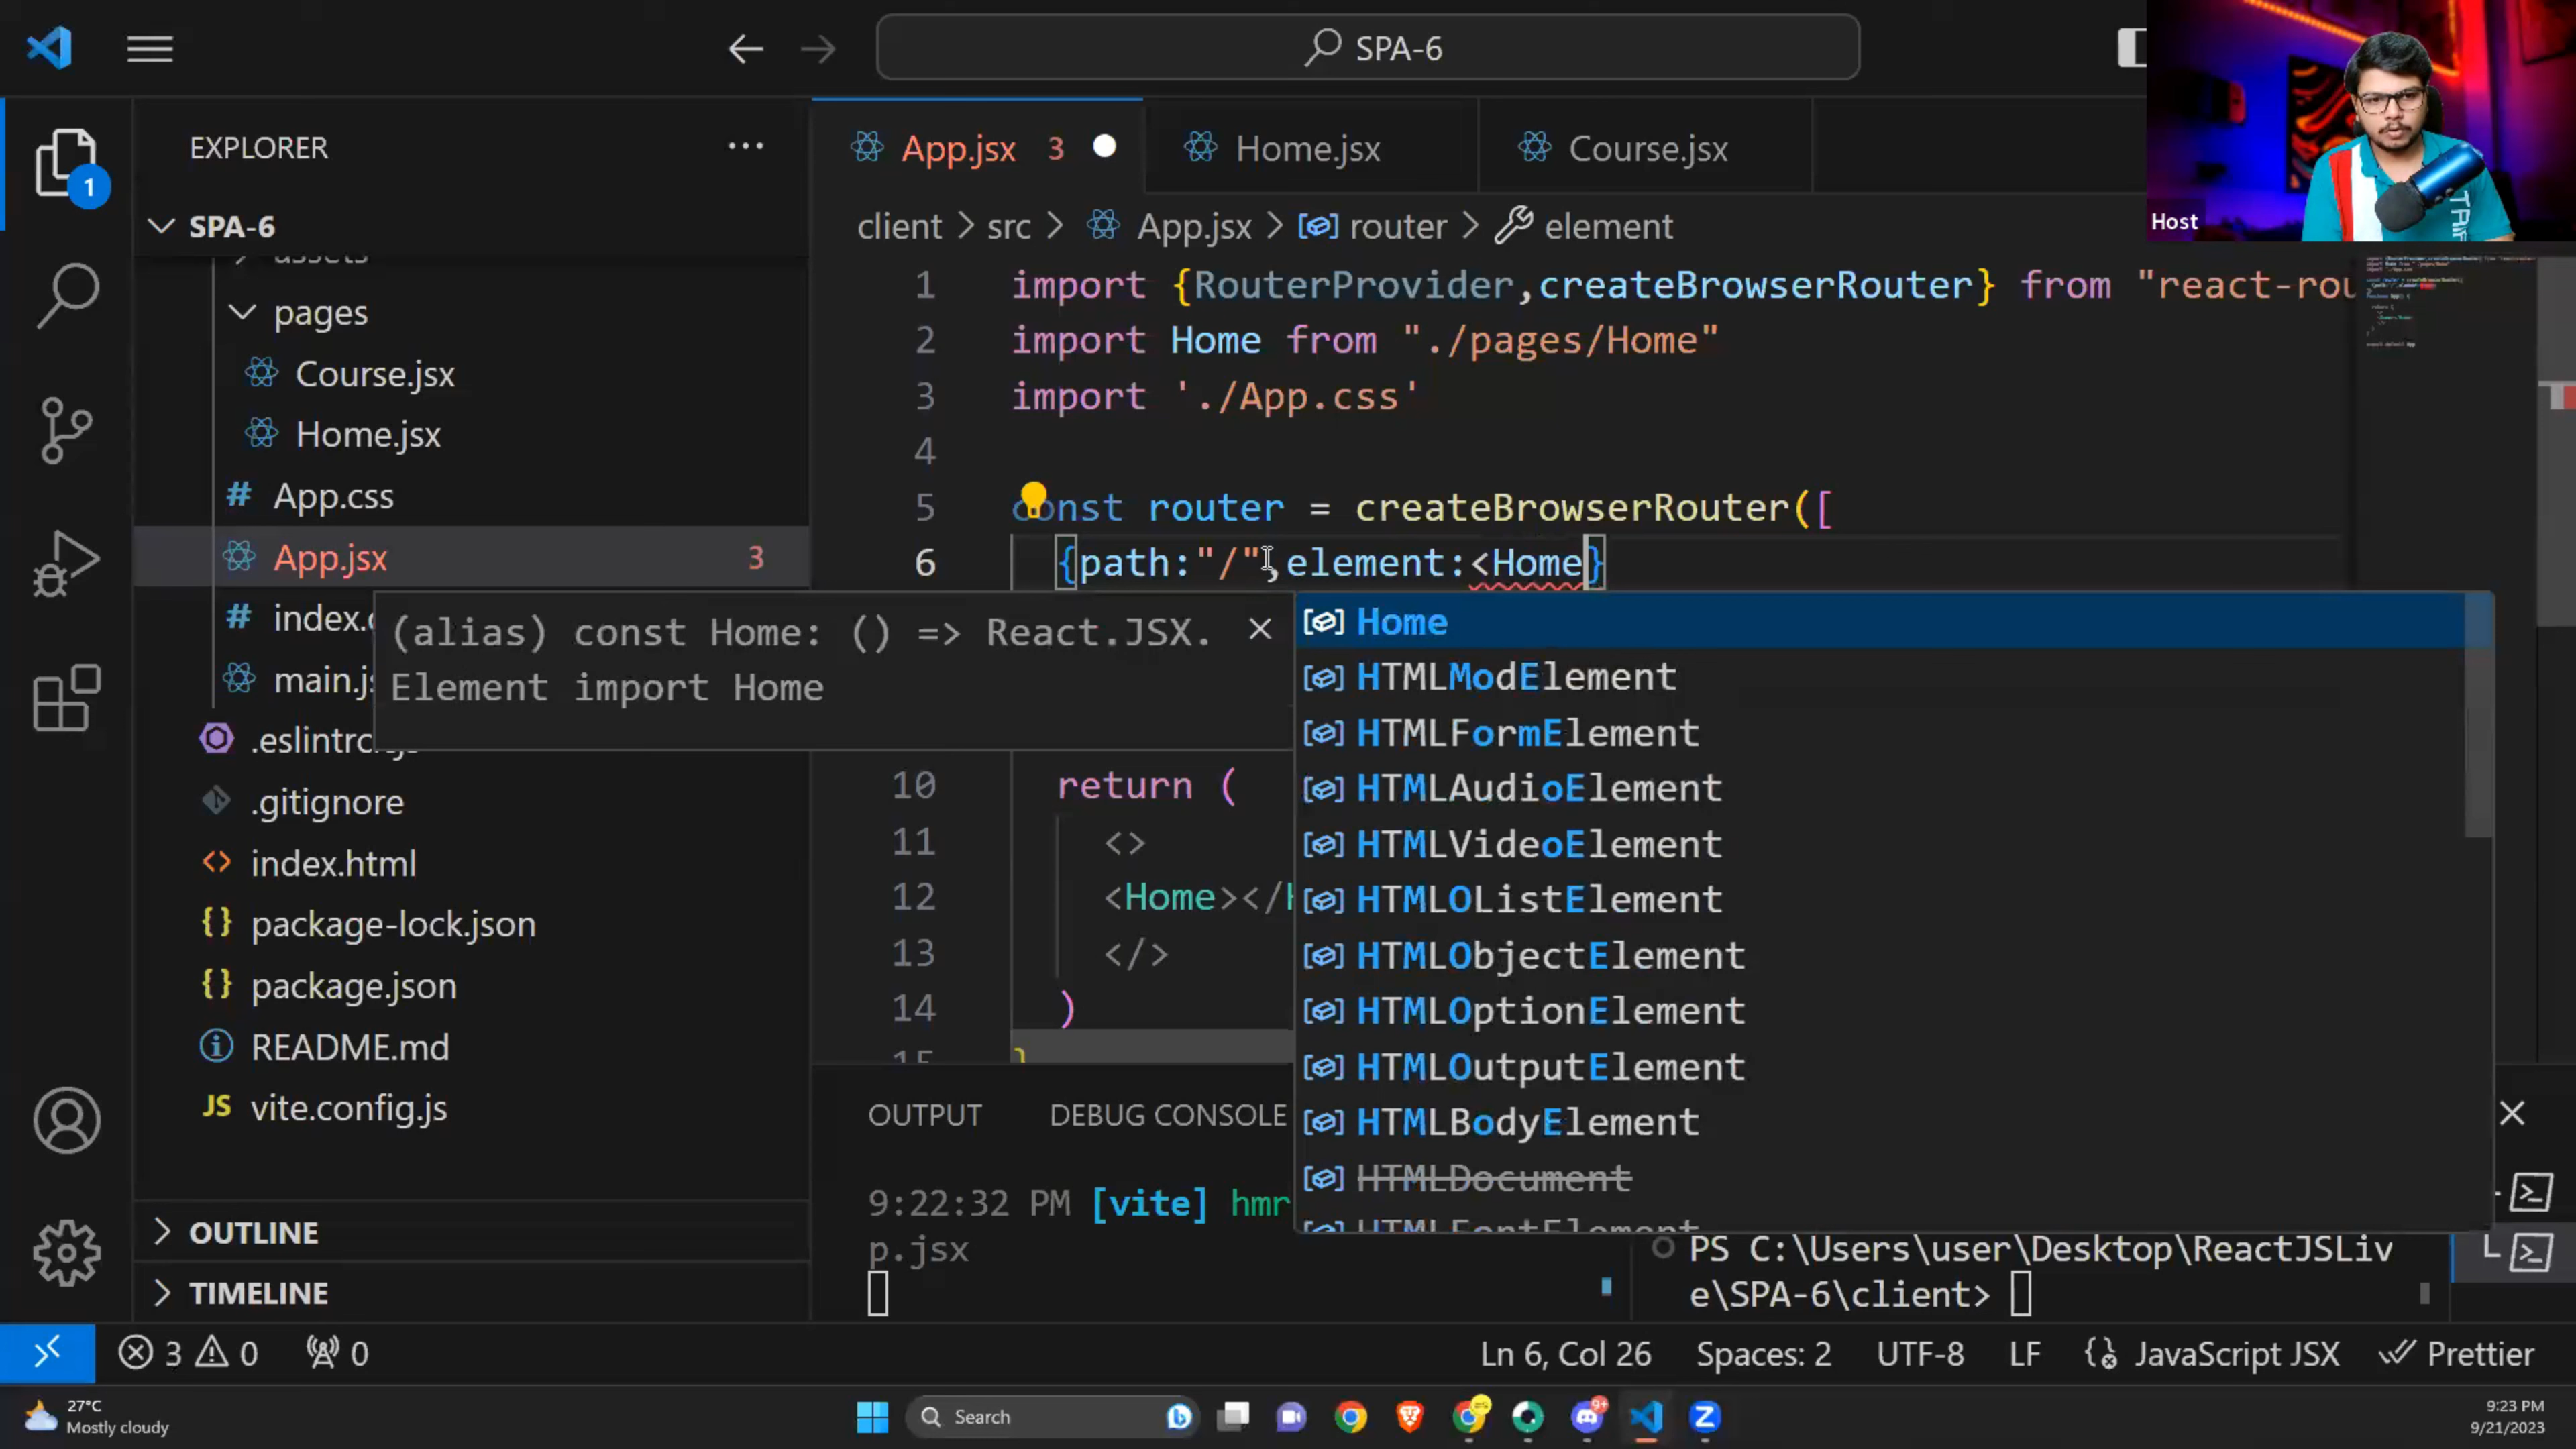 SPA-6
Host
EXPLORER
SPA-6
assets
pages
Course.jsx
Home.jsx
# App.css
App.jsx 3
# index.c
main.js
.eslintrc.
.gitignore
<> index.html
{} package-lock.json
{} package.json
README.md
JS vite.config.js
OUTLINE
TIMELINE
1
App.jsx 3
Home.jsx
Course.jsx
client > src > App.jsx > router > element
1 import {RouterProvider,createBrowserRouter} from "react-rou
2 import Home from "./pages/Home"
3 import './App.css'
4
5 const router = createBrowserRouter([
6 {path:"/",element:<Home}
(alias) const Home: () => React.JSX.
Element import Home
Home
HTMLModElement
HTMLFormElement
HTMLAudioElement
HTMLVideoElement
HTMLOListElement
HTMLObjectElement
HTMLOptionElement
HTMLOutputElement
HTMLBodyElement
HTMLDocument
HTMLFontElement
10 return (
11 <>
12 <Home></H
13 </>
14 )
15 }
OUTPUT DEBUG CONSOLE
9:22:32 PM [vite] hmr
p.jsx
PS C:\Users\user\Desktop\ReactJSLiv
e\SPA-6\client>
3 0 0
Ln 6, Col 26 Spaces: 2 UTF-8 LF JavaScript JSX Prettier
27°C
Mostly cloudy
Search
9+
9:23 PM
9/21/2023